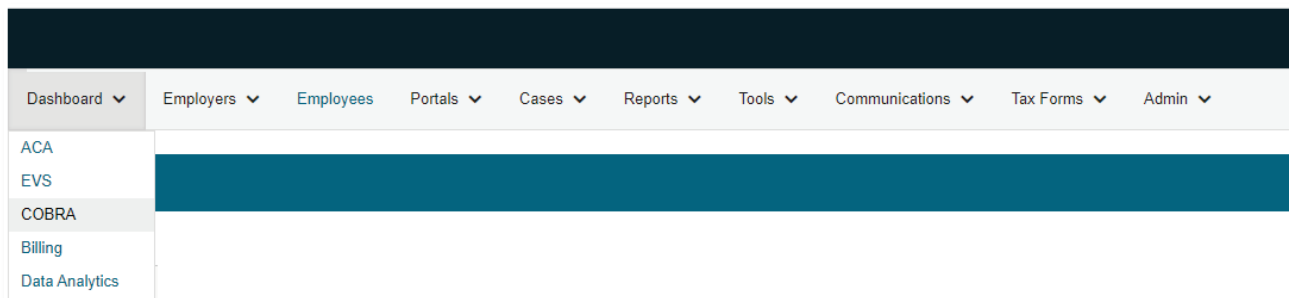 Dashboard Employers Employees Portals Cases Reports Tools Communications Tax Forms Admin
ACA
EVS
COBRA
Billing
Data Analytics